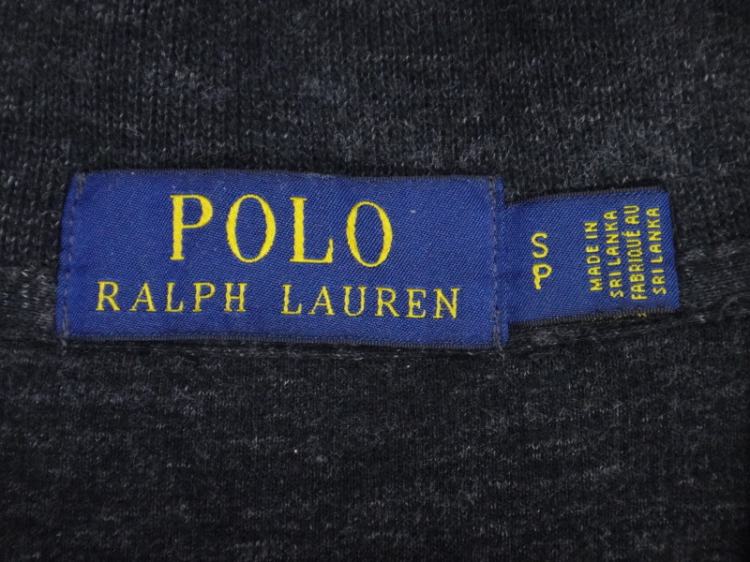 POLO
RALPH LAUREN
S
P
MADE IN
SRI LANKA
FABRIQUÉ AU
SRI LANKA